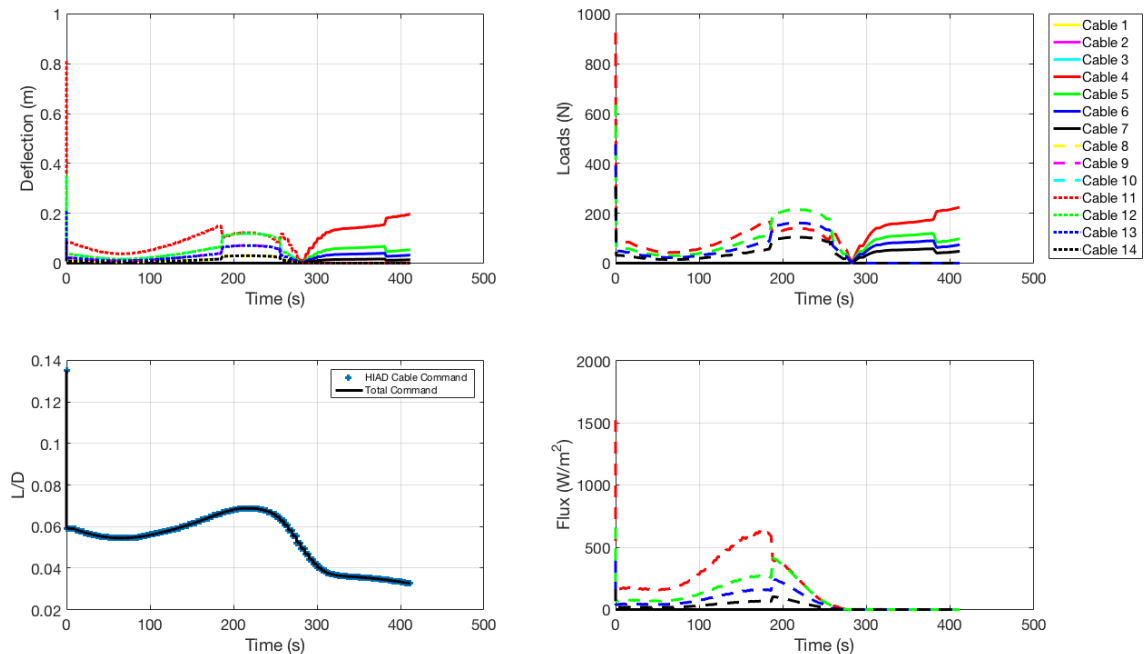 1
0.8
0.6
0.4
0.2
0
Deflection (m)
0 100 200 300 400 500
Time (s)
1000
800
600
400
200
0
Loads (N)
0 100 200 300 400 500
Time (s)
Cable 1
Cable 2
Cable 3
Cable 4
Cable 5
Cable 6
Cable 7
Cable 8
Cable 9
Cable 10
Cable 11
Cable 12
Cable 13
Cable 14
0.14
0.12
0.1
0.08
0.06
0.04
0.02
L/D
HIAD Cable Command
Total Command
0 100 200 300 400 500
Time (s)
2000
1500
1000
500
0
Flux (W/m²)
0 100 200 300 400 500
Time (s)